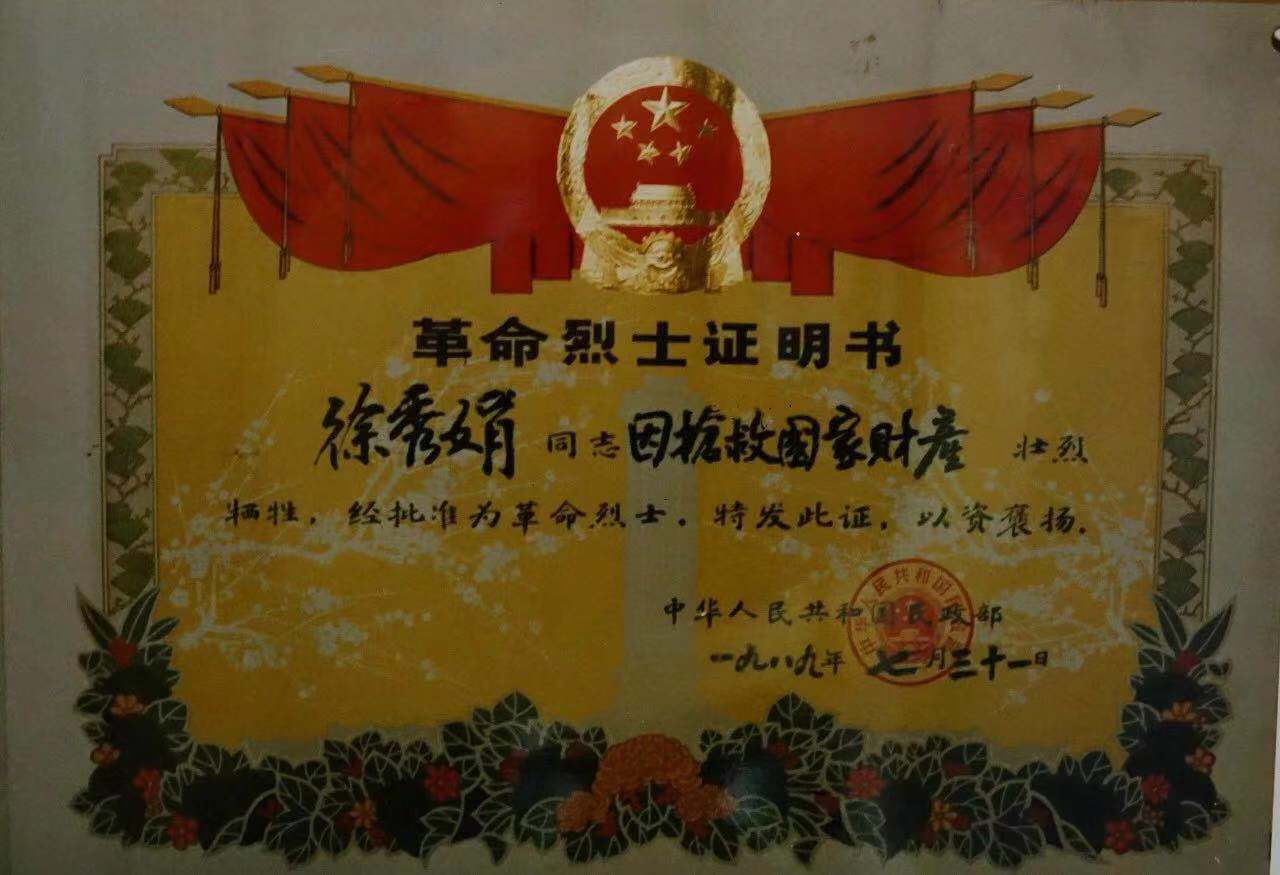 革命烈士证明书
徐秀娟 同志因抢救国家财產 壮烈
牺牲，经批准为革命烈士。特发此证，以资褒扬。
中华人民共和国民政部
一九八九年 七月三十一日